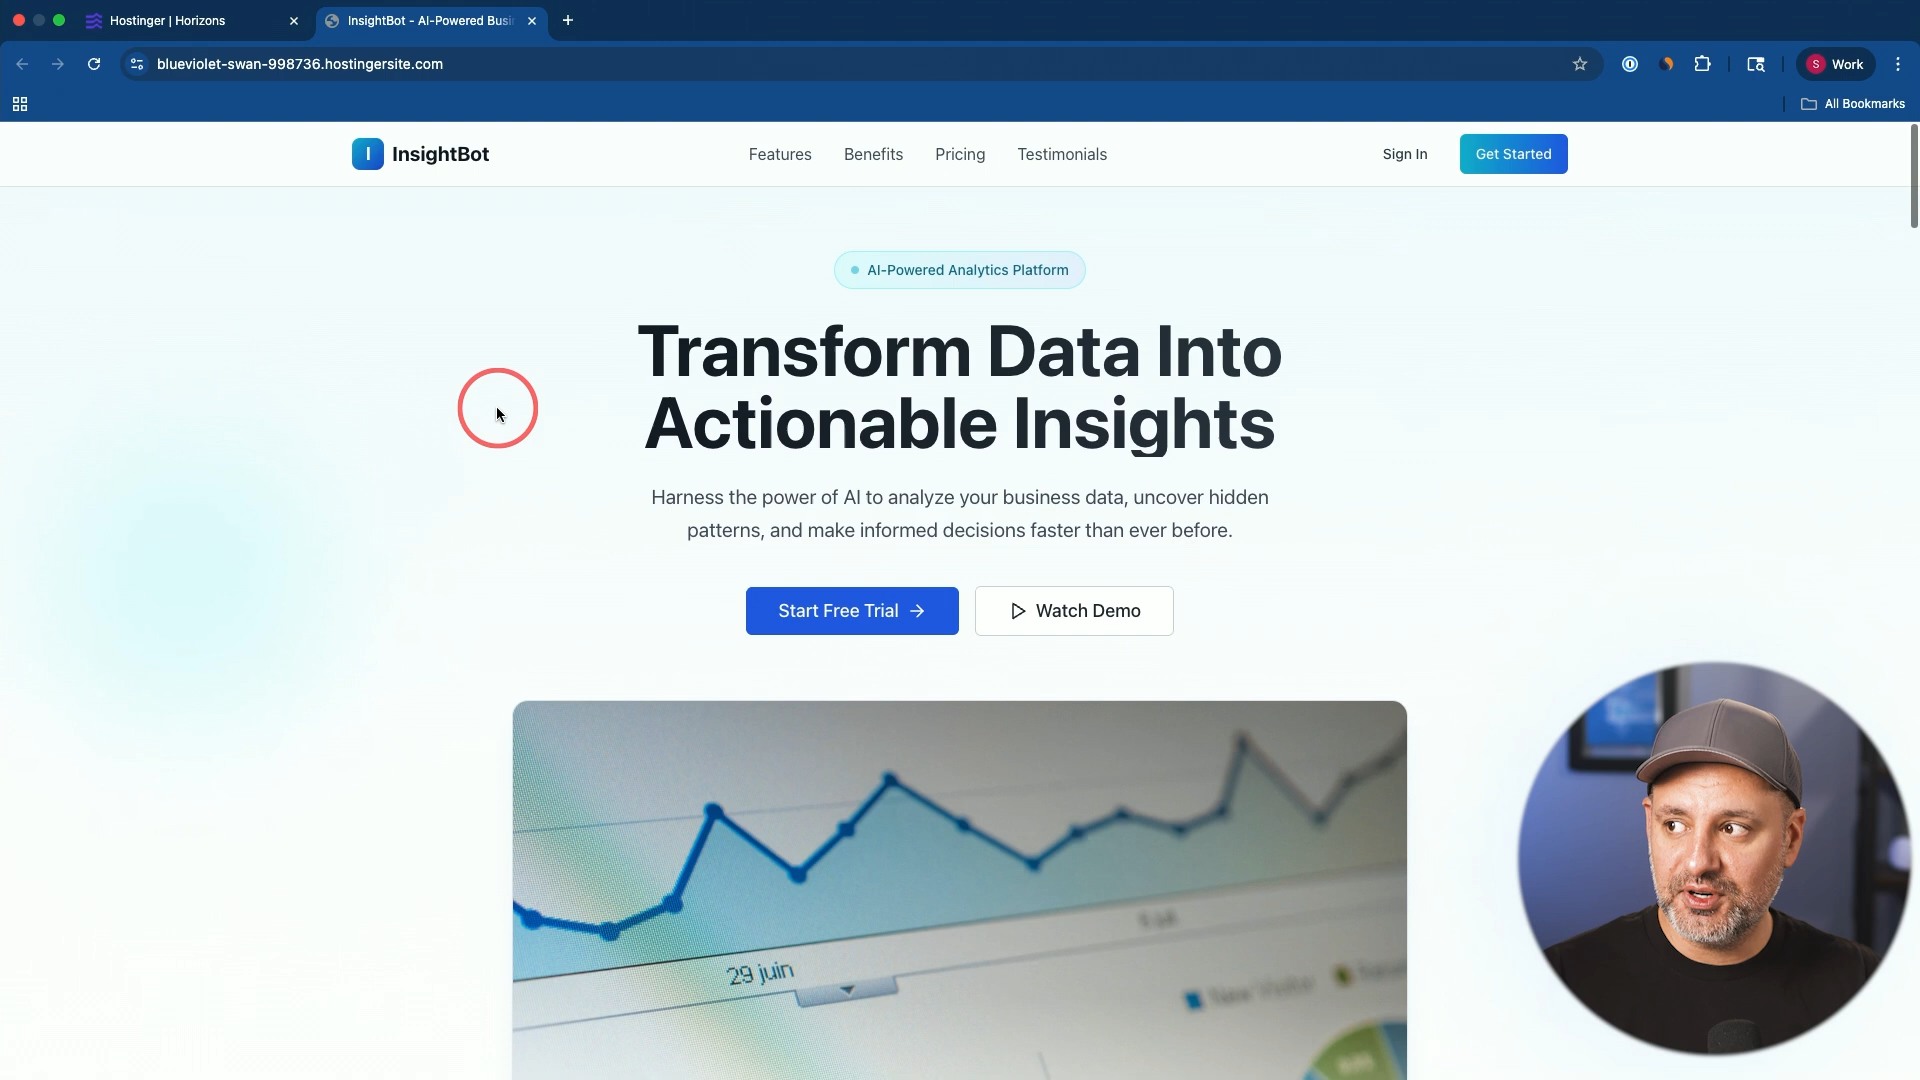 Hostinger | Horizons
InsightBot - AI-Powered Busi
blueviolet-swan-998736.hostingersite.com
S Work
All Bookmarks
I InsightBot
Features Benefits Pricing Testimonials
Sign In Get Started
AI-Powered Analytics Platform
Transform Data Into
Actionable Insights
Harness the power of AI to analyze your business data, uncover hidden
patterns, and make informed decisions faster than ever before.
Start Free Trial →
Watch Demo
29 juin
New Visitor